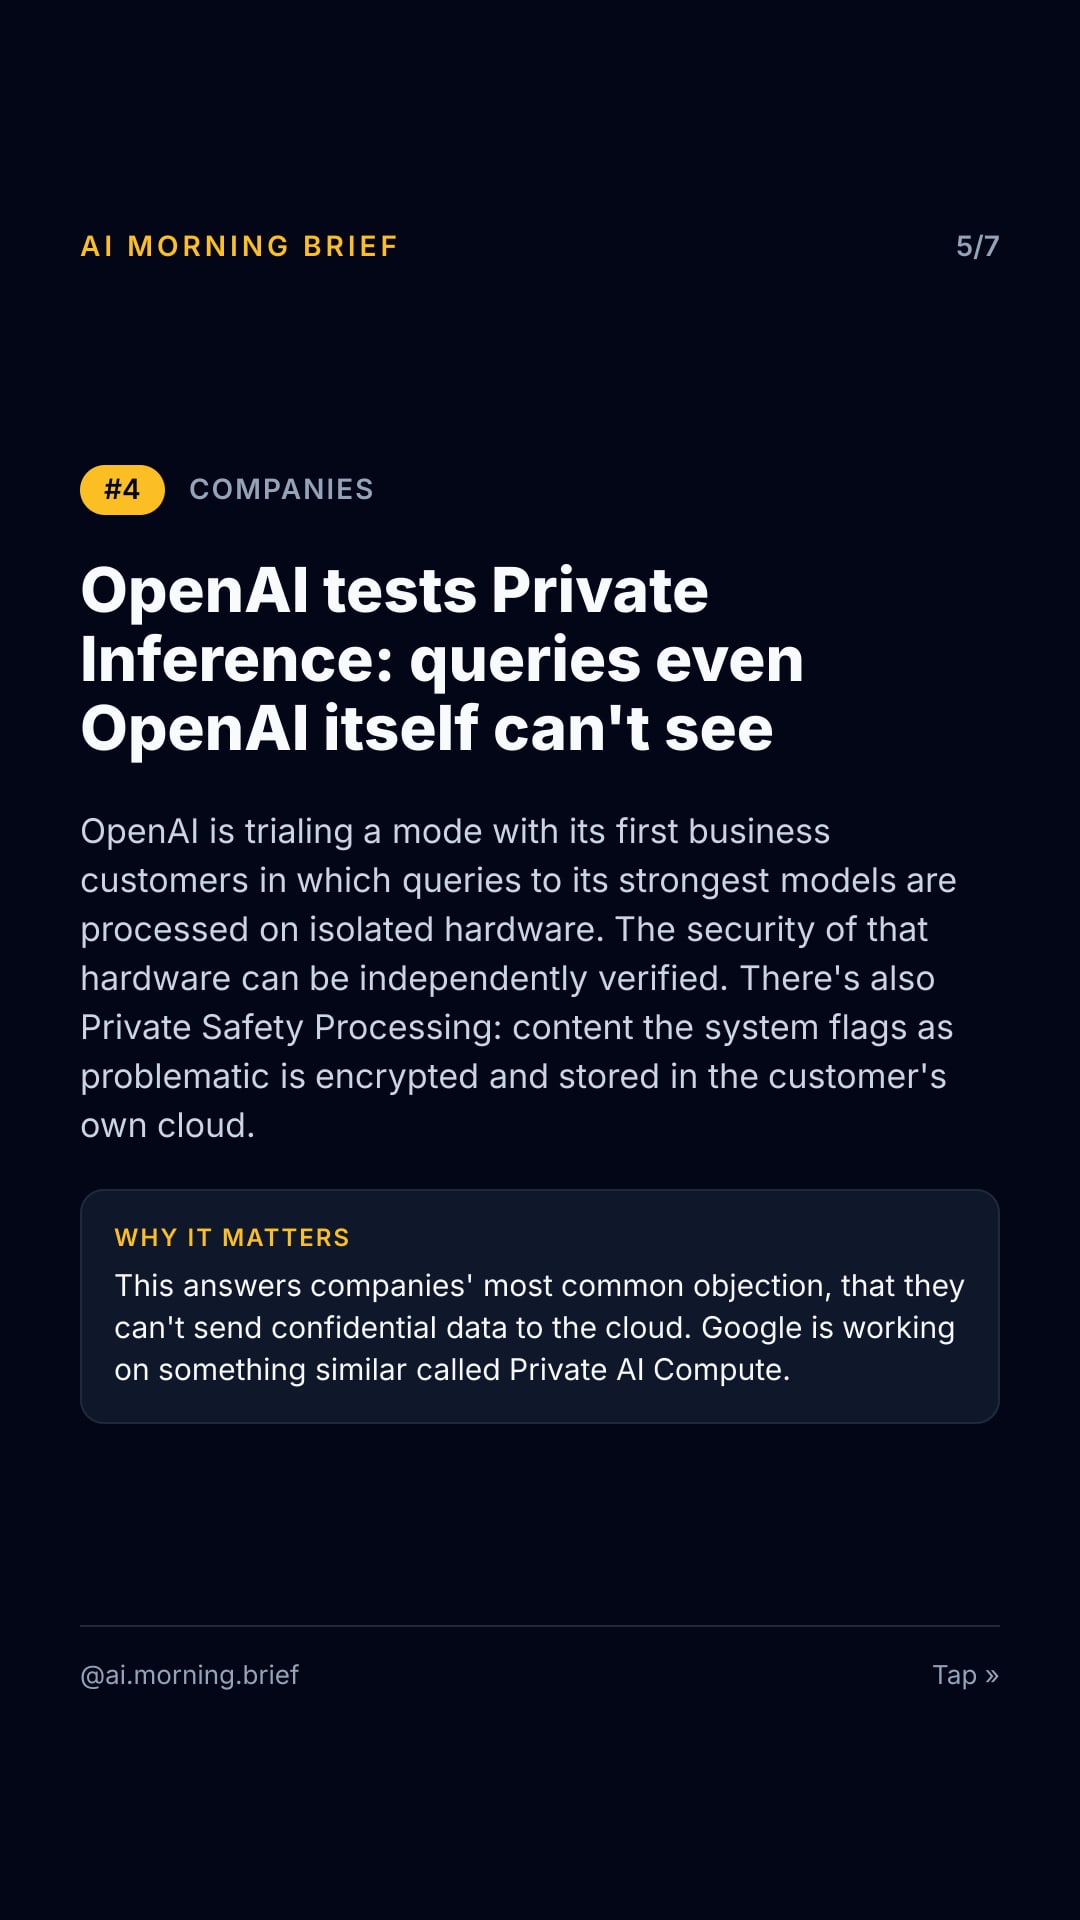 AI MORNING BRIEF
5/7
#4
COMPANIES
OpenAI tests Private
Inference: queries even
OpenAI itself can't see
OpenAI is trialing a mode with its first business
customers in which queries to its strongest models are
processed on isolated hardware. The security of that
hardware can be independently verified. There's also
Private Safety Processing: content the system flags as
problematic is encrypted and stored in the customer's
own cloud.
WHY IT MATTERS
This answers companies' most common objection, that they
can't send confidential data to the cloud. Google is working
on something similar called Private AI Compute.
@ai.morning.brief
Tap »